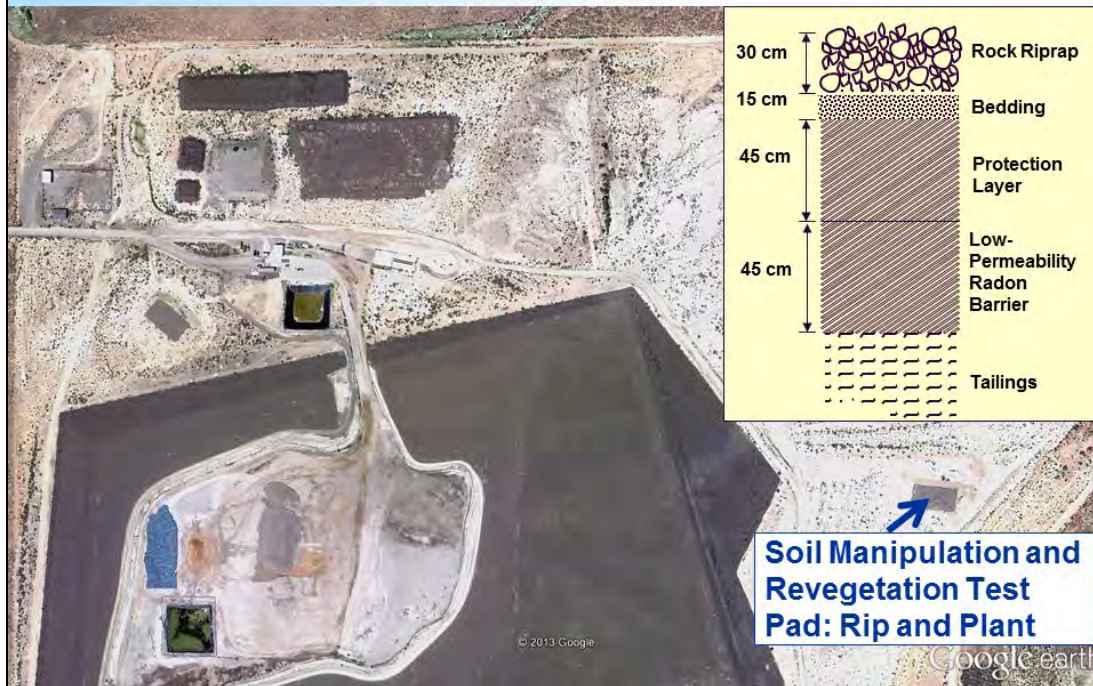 30 cm
Rock Riprap
15 cm
Bedding
45 cm
Protection
Layer
45 cm
Low-
Permeability
Radon
Barrier
Tailings
Soil Manipulation and
Revegetation Test
Pad: Rip and Plant
© 2013 Google
Google earth